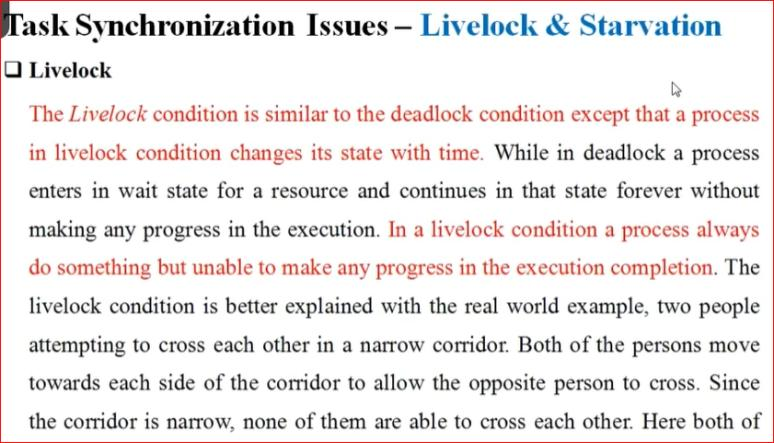 Task Synchronization Issues – Livelock & Starvation
❑ Livelock
The Livelock condition is similar to the deadlock condition except that a process
in livelock condition changes its state with time. While in deadlock a process
enters in wait state for a resource and continues in that state forever without
making any progress in the execution. In a livelock condition a process always
do something but unable to make any progress in the execution completion. The
livelock condition is better explained with the real world example, two people
attempting to cross each other in a narrow corridor. Both of the persons move
towards each side of the corridor to allow the opposite person to cross. Since
the corridor is narrow, none of them are able to cross each other. Here both of